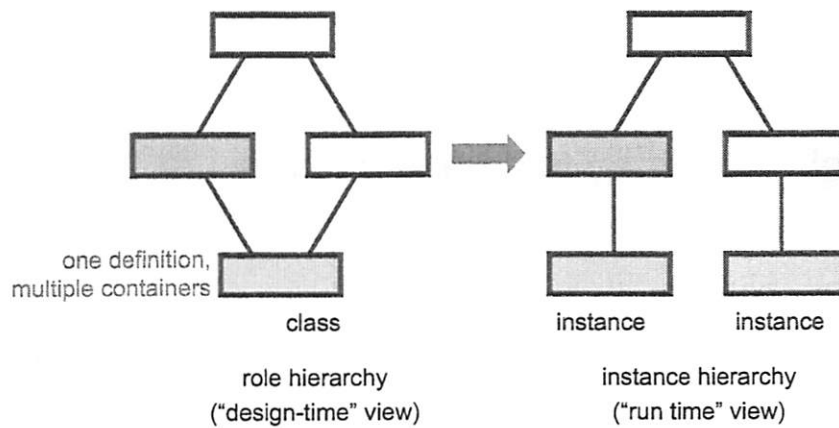 one definition,
multiple containers
class
instance
instance
role hierarchy
(“design-time” view)
instance hierarchy
(“run time” view)